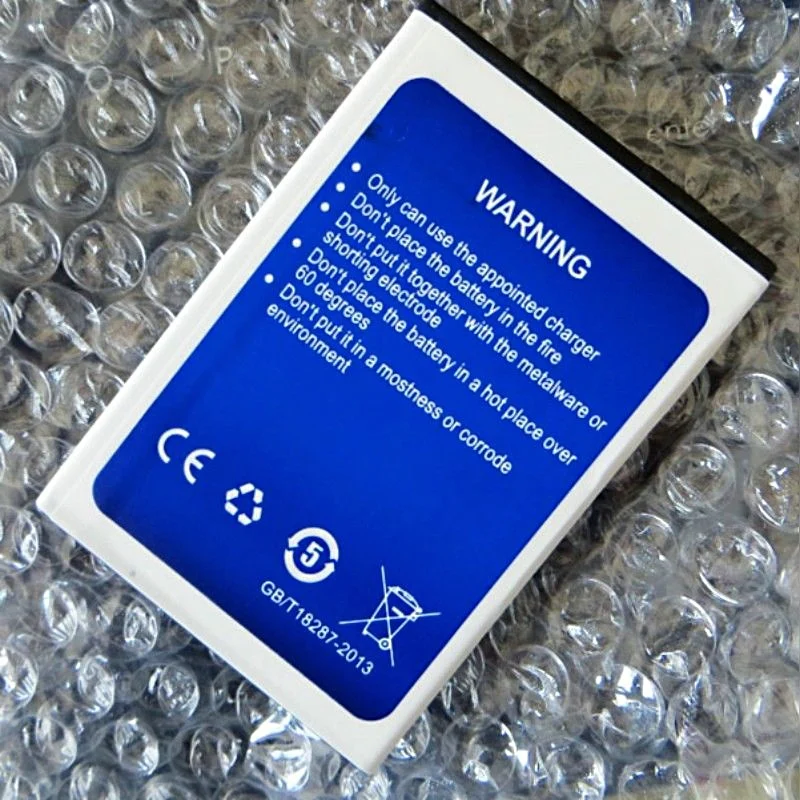 WARNING
• Only can use the appointed charger
• Don't place the battery in the fire
• Don't put it together with the metalware or
shorting electrode
• Don't place the battery in a hot place over
60 degrees
• Don't put it in a mostness or corrode
environment
CE
5
GB/T18287-2013